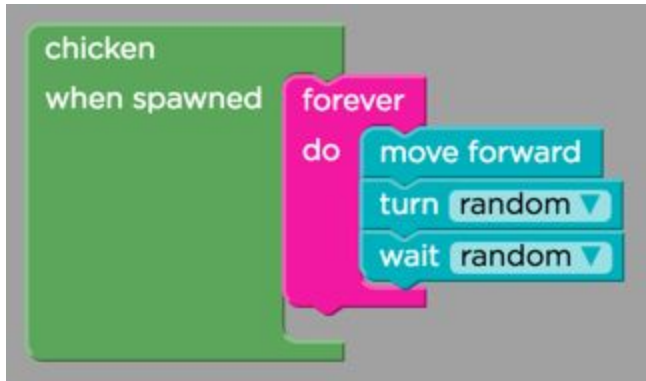 chicken
when spawned forever
do move forward
turn random
wait random